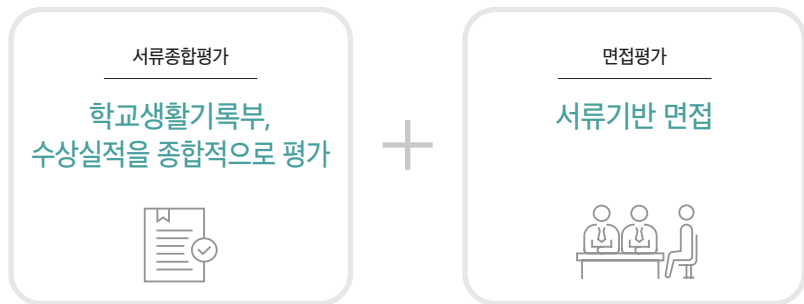 서류종합평가
학교생활기록부,
수상실적을 종합적으로 평가
면접평가
서류기반 면접